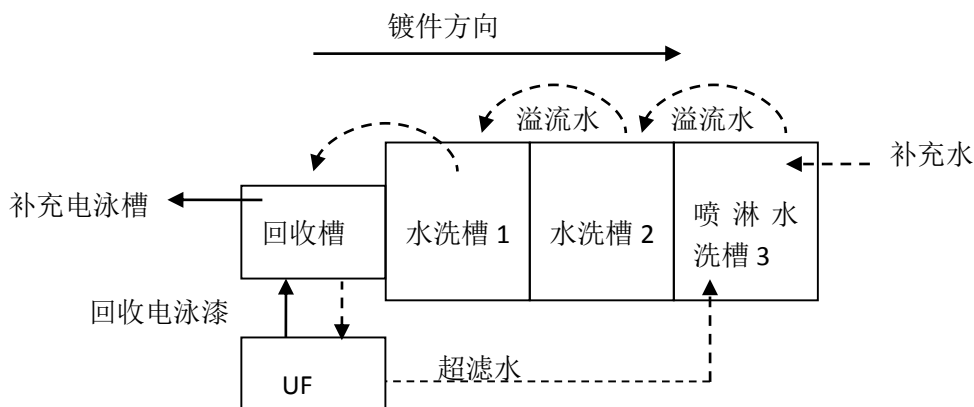 镀件方向
溢流水
溢流水
补充水
补充电泳槽
回收槽
水洗槽 1
水洗槽 2
喷淋水
洗槽 3
回收电泳漆
超滤水
UF